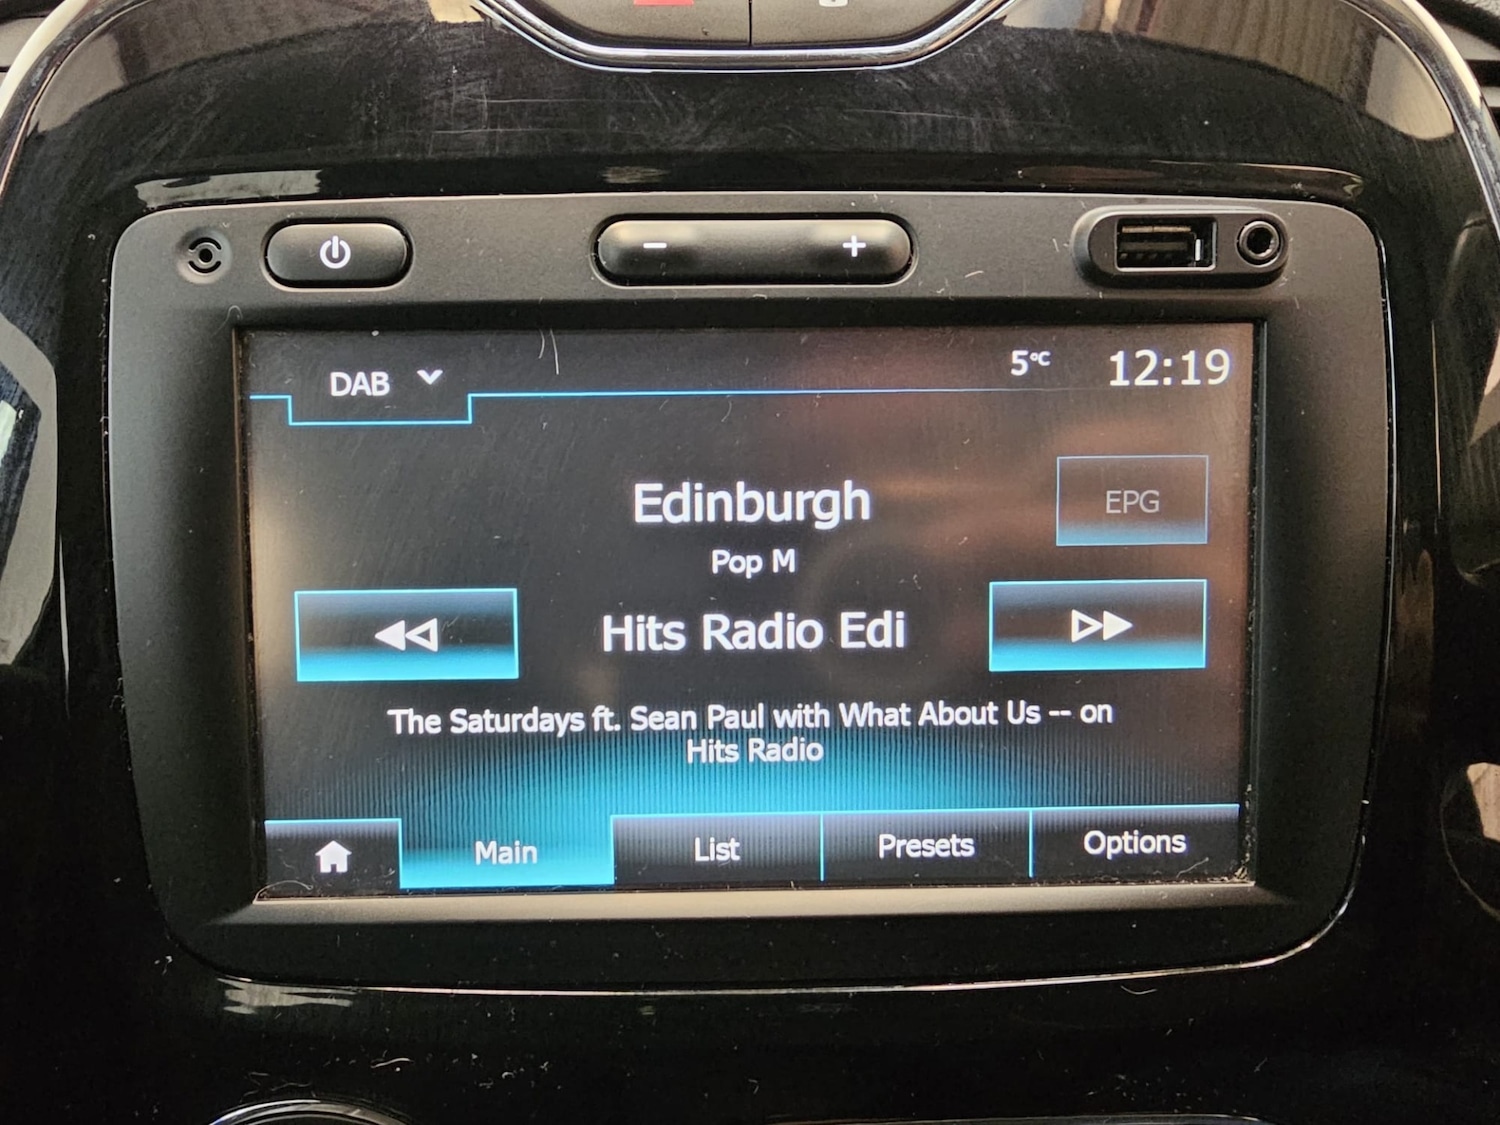 DAB 5°C 12:19
Edinburgh
EPG
Pop M
Hits Radio Edi
The Saturdays ft. Sean Paul with What About Us -- on
Hits Radio
Main List Presets Options